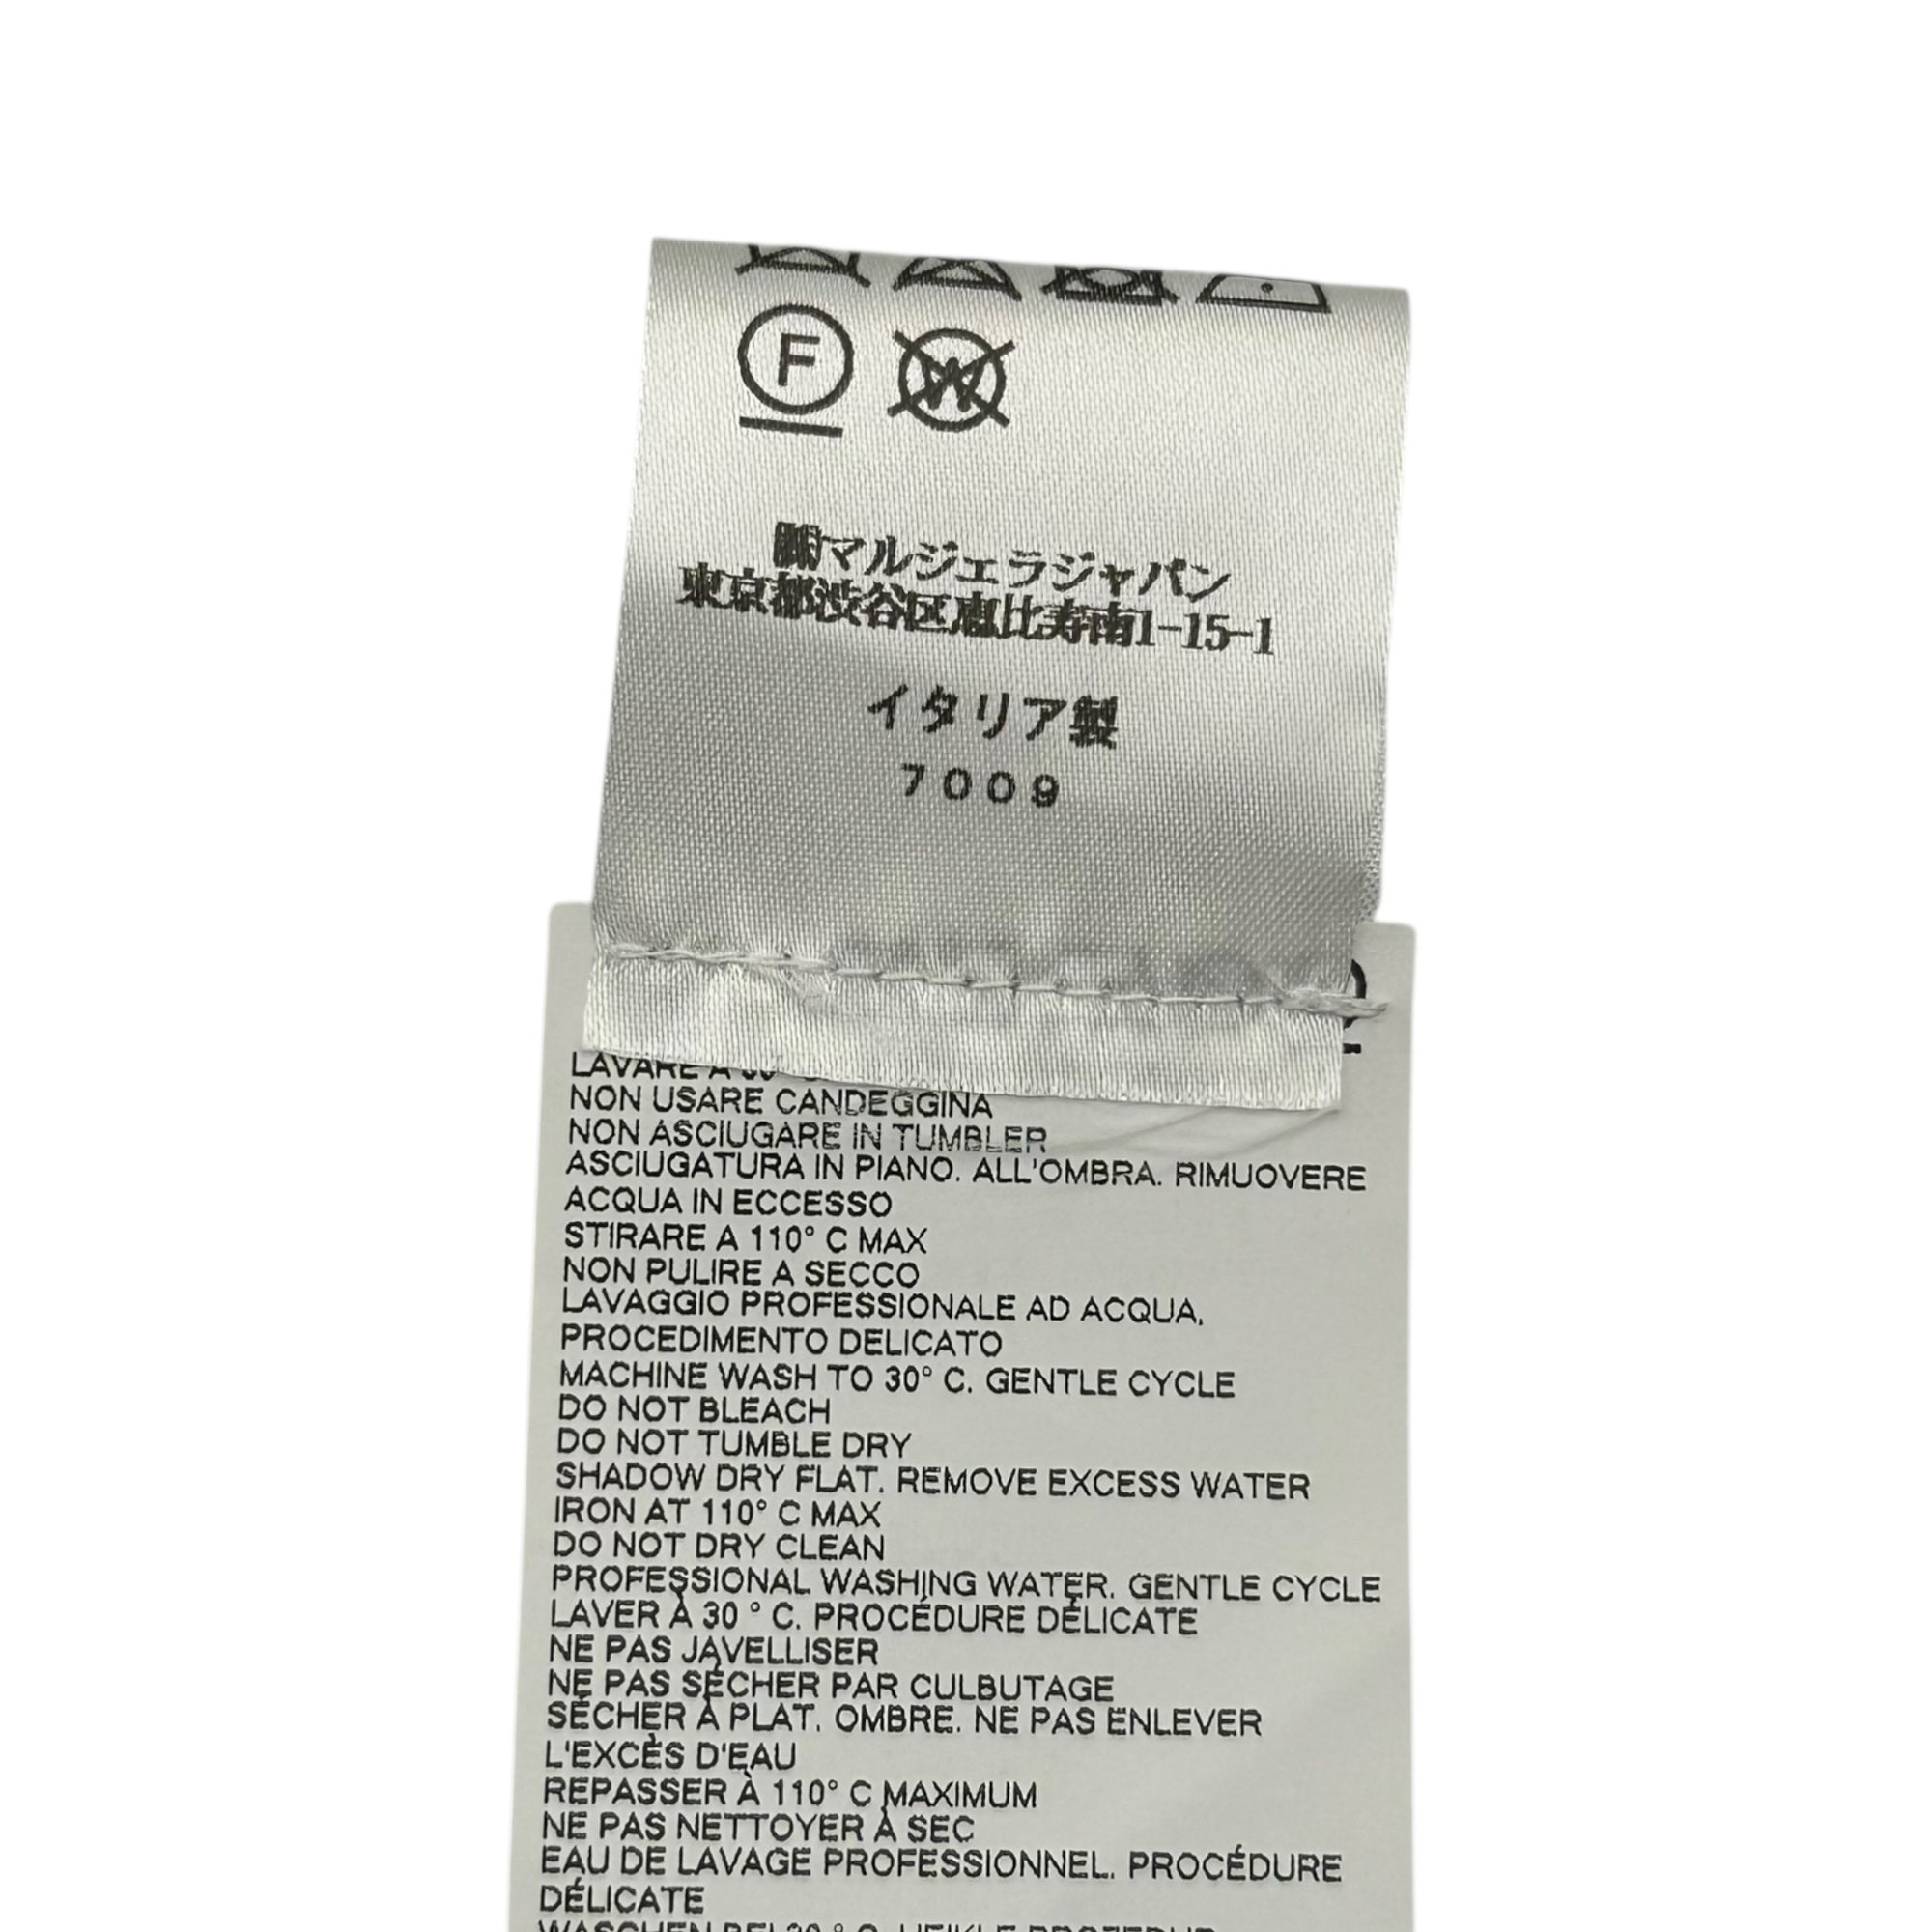 F
W
㈱マルジェラジャパン
東京都渋谷区恵比寿南1-15-1
イタリア製
7009
LAVARE A 30°
NON USARE CANDEGGINA
NON ASCIUGARE IN TUMBLER
ASCIUGATURA IN PIANO. ALL'OMBRA. RIMUOVERE
ACQUA IN ECCESSO
STIRARE A 110° C MAX
NON PULIRE A SECCO
LAVAGGIO PROFESSIONALE AD ACQUA.
PROCEDIMENTO DELICATO
MACHINE WASH TO 30° C. GENTLE CYCLE
DO NOT BLEACH
DO NOT TUMBLE DRY
SHADOW DRY FLAT. REMOVE EXCESS WATER
IRON AT 110° C MAX
DO NOT DRY CLEAN
PROFESSIONAL WASHING WATER. GENTLE CYCLE
LAVER À 30 ° C. PROCÉDURE DÉLICATE
NE PAS JAVELLISER
NE PAS SÉCHER PAR CULBUTAGE
SÉCHER À PLAT. OMBRE. NE PAS ENLEVER
L'EXCÈS D'EAU
REPASSER À 110° C MAXIMUM
NE PAS NETTOYER À SEC
EAU DE LAVAGE PROFESSIONNEL. PROCÉDURE
DÉLICATE
WASCHEN BEI 30 ° C.